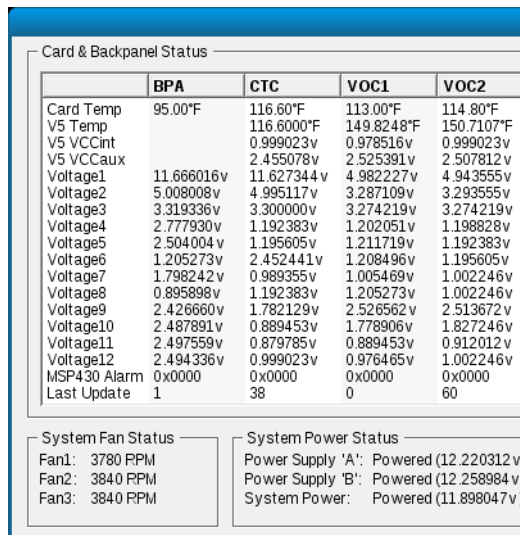 Card & Backpanel Status
BPA CTC VOC1 VOC2
Card Temp 95.00°F 116.60°F 113.00°F 114.80°F
V5 Temp 116.6000°F 149.8248°F 150.7107°F
V5 VCCint 0.999023v 0.978516v 0.999023v
V5 VCCaux 2.455078v 2.525391v 2.507812v
Voltage1 11.666016v 11.627344v 4.982227v 4.943555v
Voltage2 5.008008v 4.995117v 3.287109v 3.293555v
Voltage3 3.319336v 3.300000v 3.274219v 3.274219v
Voltage4 2.777930v 1.192383v 1.202051v 1.198828v
Voltage5 2.504004v 1.195605v 1.211719v 1.192383v
Voltage6 1.205273v 2.452441v 1.208496v 1.195605v
Voltage7 1.798242v 0.989355v 1.005469v 1.002246v
Voltage8 0.895898v 1.192383v 1.205273v 1.002246v
Voltage9 2.426660v 1.782129v 2.526562v 2.513672v
Voltage10 2.487891v 0.889453v 1.778906v 1.827246v
Voltage11 2.497559v 0.879785v 0.889453v 0.912012v
Voltage12 2.494336v 0.999023v 0.976465v 1.002246v
MSP430 Alarm 0x0000 0x0000 0x0000 0x0000
Last Update 1 38 0 60
System Fan Status
Fan1: 3780 RPM
Fan2: 3840 RPM
Fan3: 3840 RPM
System Power Status
Power Supply 'A': Powered (12.220312v
Power Supply 'B': Powered (12.258984v
System Power: Powered (11.898047v)